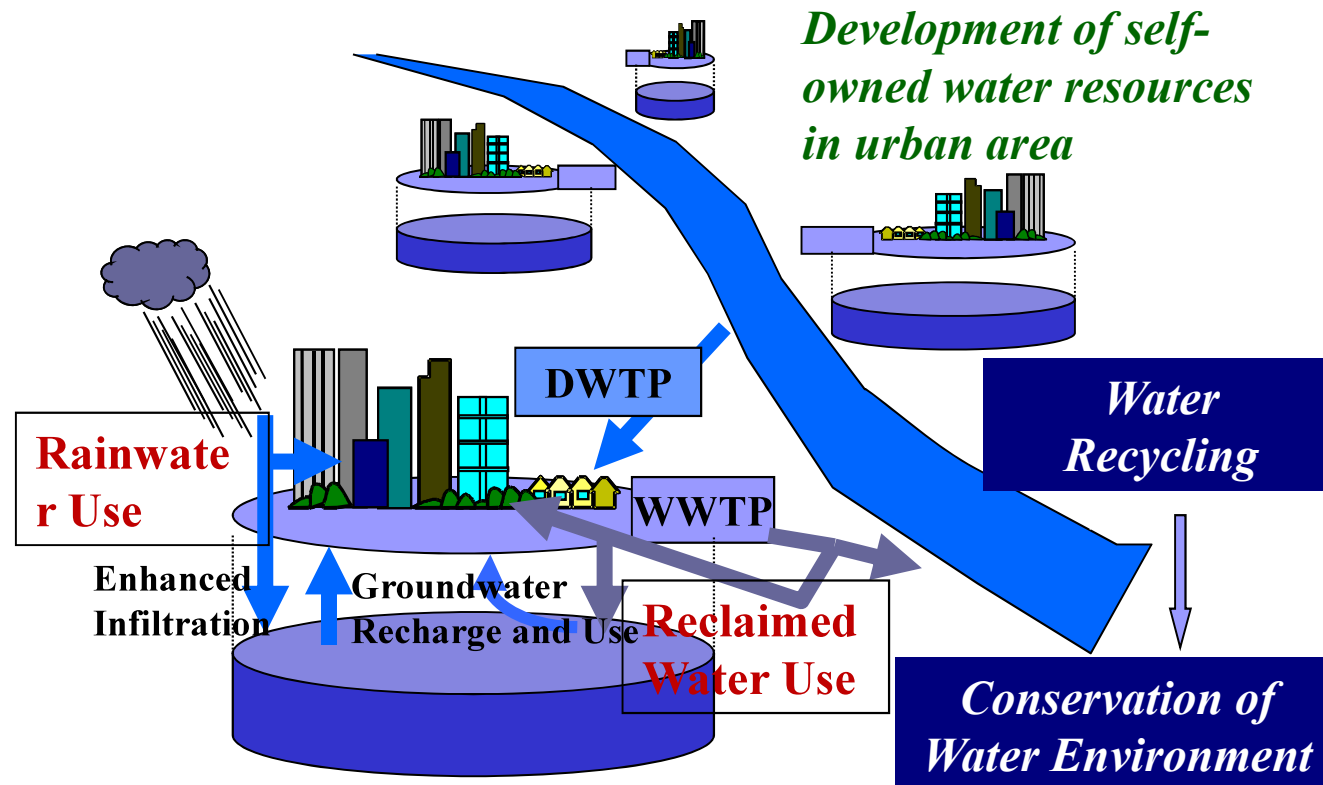 Development of self-
owned water resources
in urban area
DWTP
Water
Recycling
Rainwate
r Use
WWTP
Enhanced
Infiltration
Groundwater
Recharge and Use
Reclaimed
Water Use
Conservation of
Water Environment